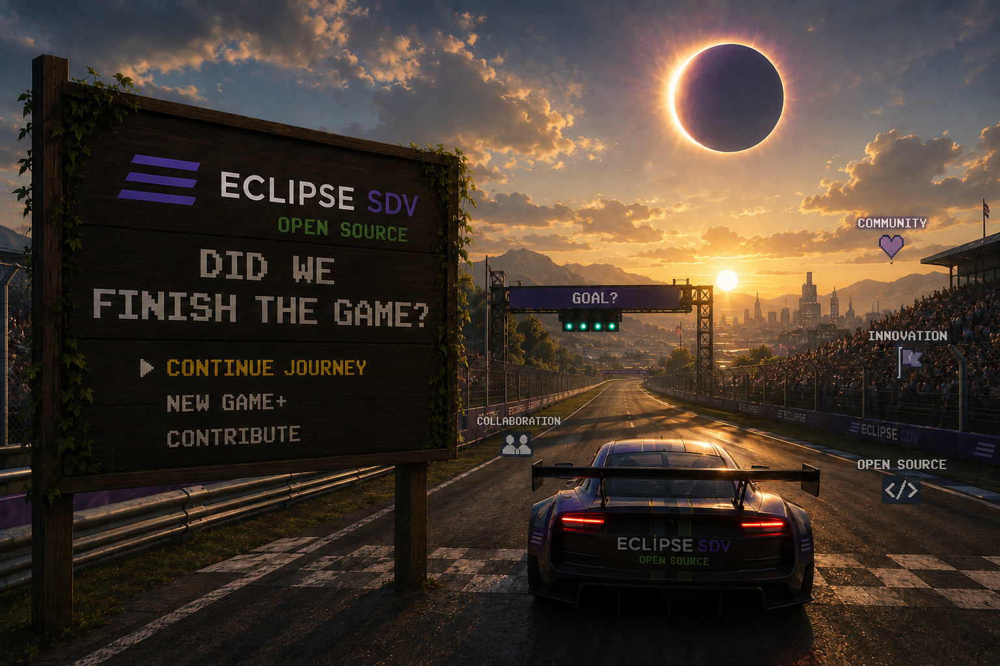 ECLIPSE SDV
OPEN SOURCE
DID WE
FINISH THE GAME?
CONTINUE JOURNEY
NEW GAME+
CONTRIBUTE
GOAL?
COMMUNITY
INNOVATION
COLLABORATION
OPEN SOURCE
</>
ECLIPSE SDV
OPEN SOURCE
ECLIPSE
ECLIPSE SDV
ECLIPSE SDV